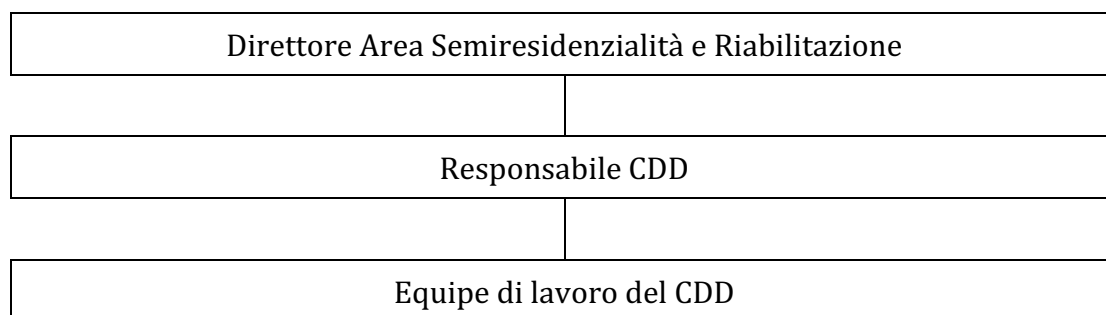 Direttore Area Semiresidenzialità e Riabilitazione
Responsabile CDD
Equipe di lavoro del CDD